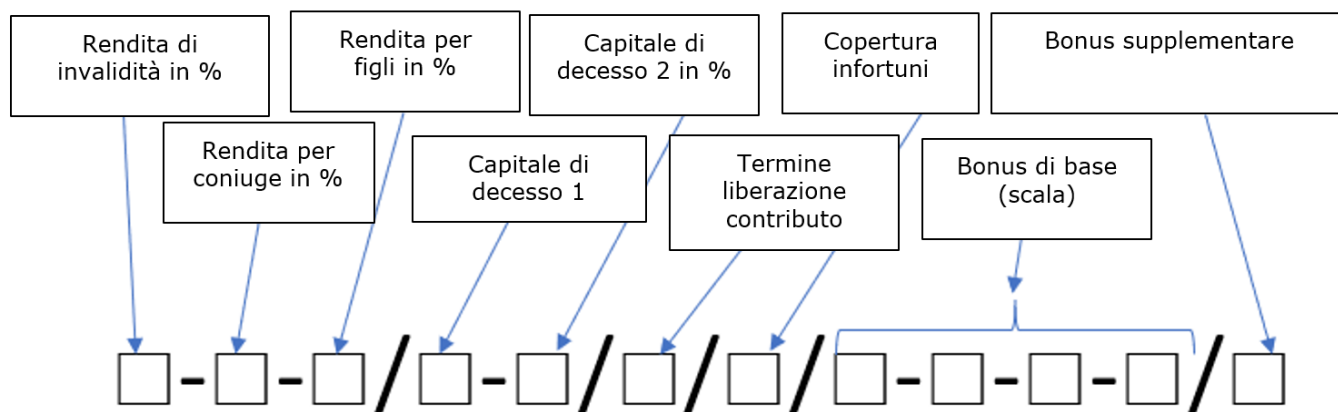 Rendita di
invalidità in %
Rendita per
figli in %
Capitale di
decesso 2 in %
Copertura
infortuni
Bonus supplementare
Rendita per
coniuge in %
Capitale di
decesso 1
Termine
liberazione
contributo
Bonus di base
(scala)
□-□-□/□-□/□/□/□-□-□-□/□